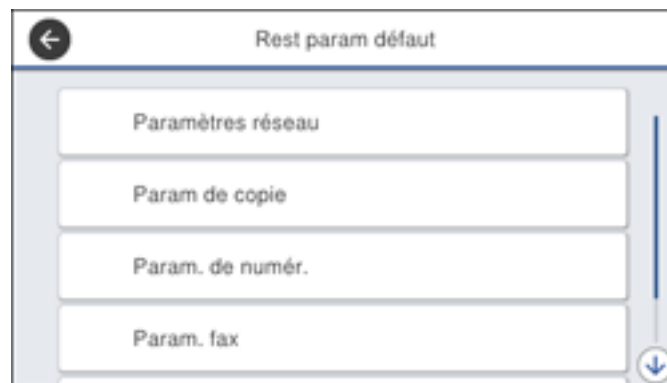 Rest param défaut
Paramètres réseau
Param de copie
Param. de numér.
Param. fax